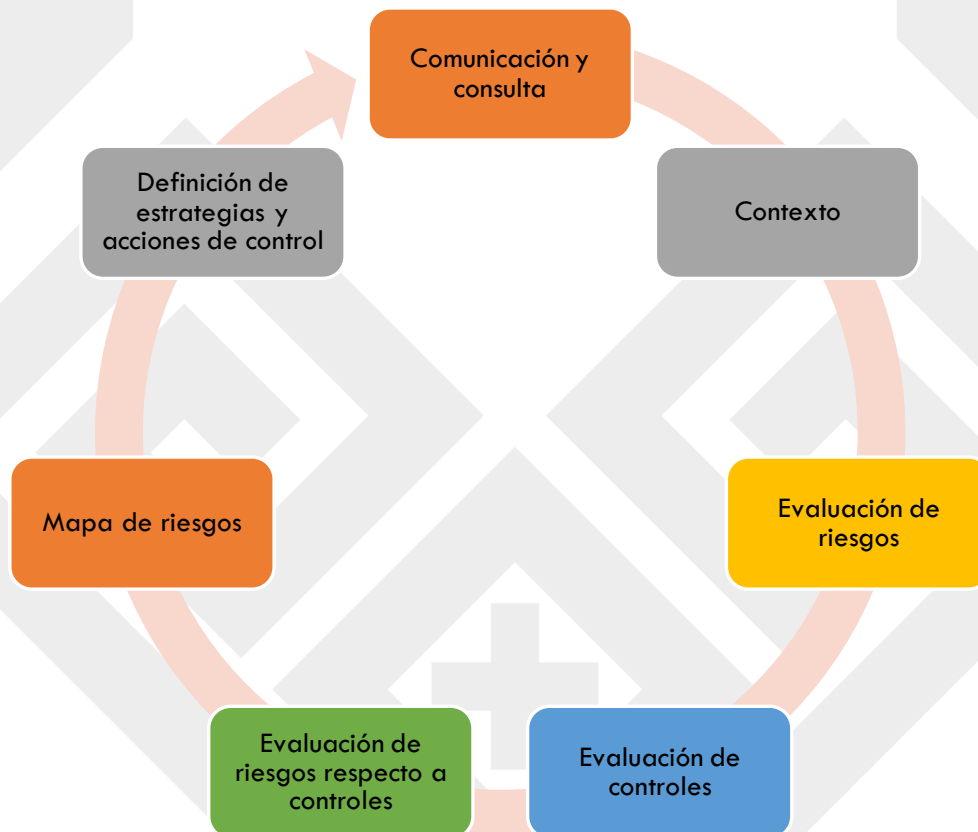 Comunicación y
consulta
Contexto
Evaluación de
riesgos
Evaluación de
controles
Evaluación de
riesgos respecto a
controles
Mapa de riesgos
Definición de
estrategias y
acciones de control